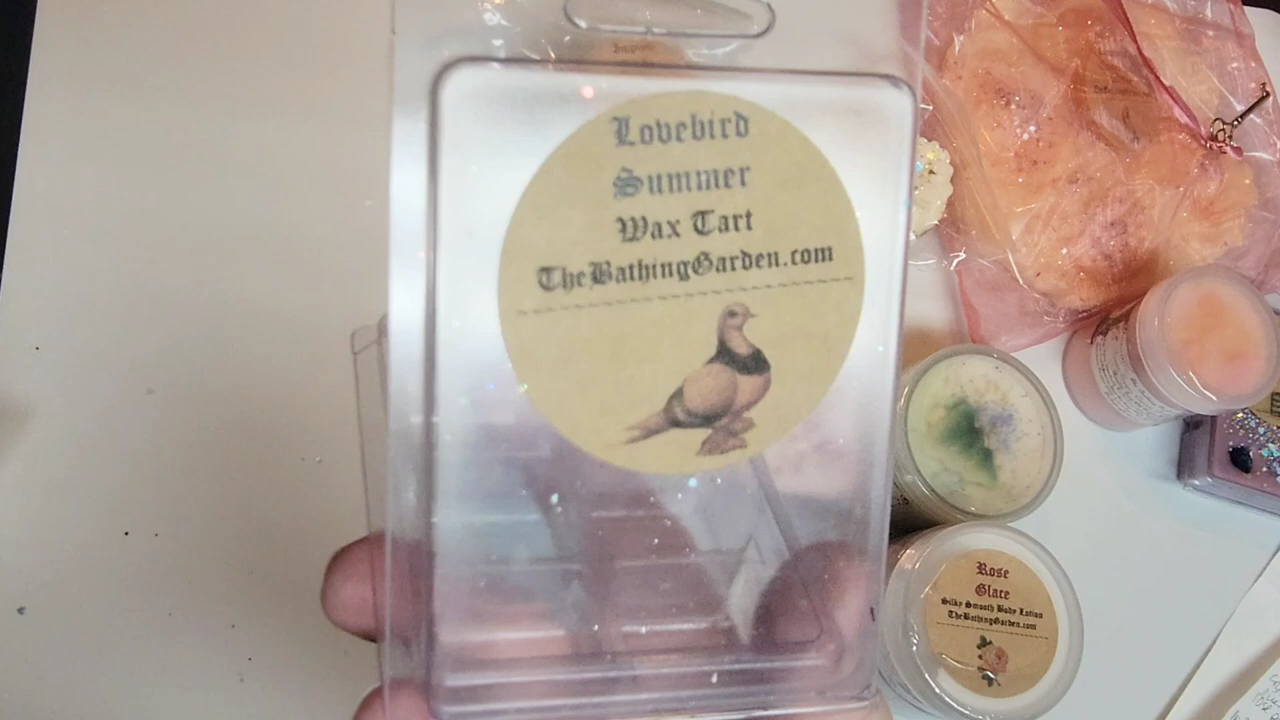 Lovebird
Summer
Wax Tart
TheBathingGarden.com
Rose
Glace
Silky Smooth Body Lotion
TheBathingGarden.com